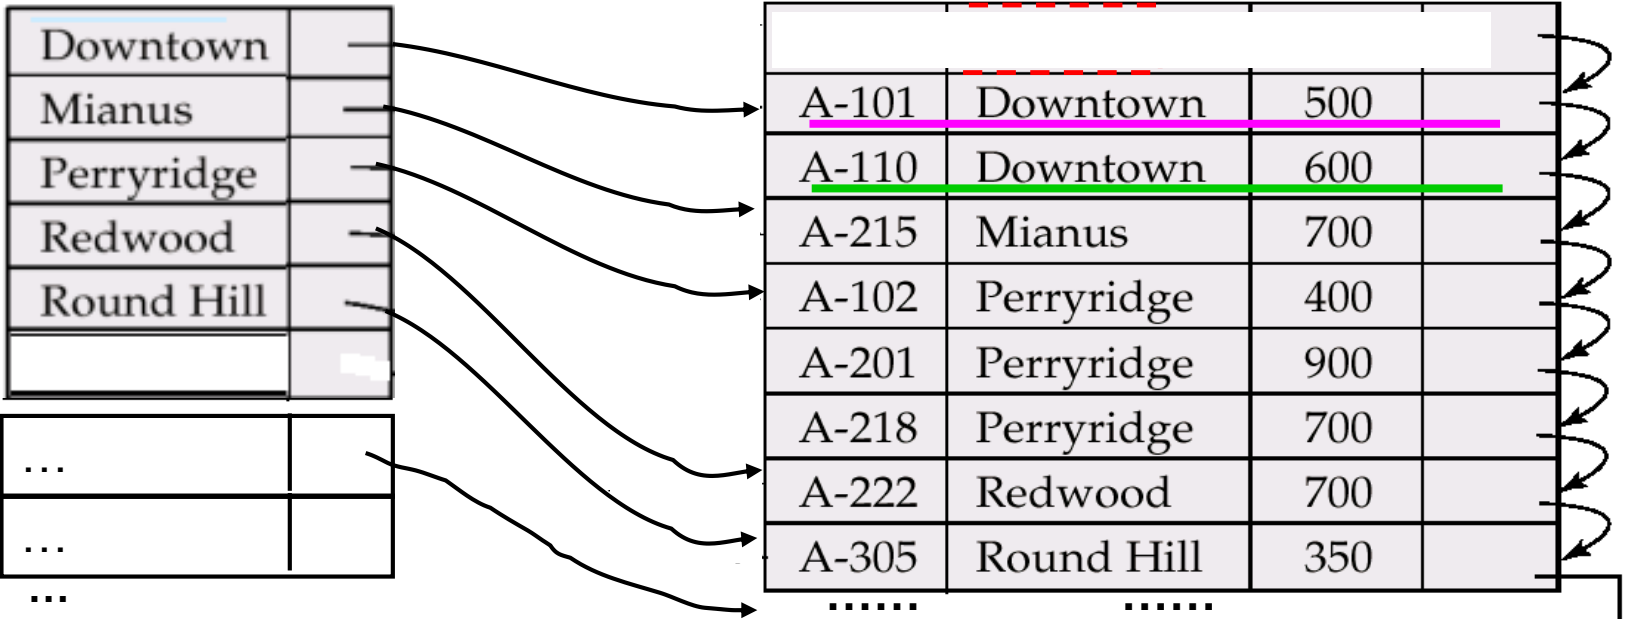 Downtown
Mianus
Perryridge
Redwood
Round Hill
...
...
...
A-101 Downtown 500
A-110 Downtown 600
A-215 Mianus 700
A-102 Perryridge 400
A-201 Perryridge 900
A-218 Perryridge 700
A-222 Redwood 700
A-305 Round Hill 350
...... ......